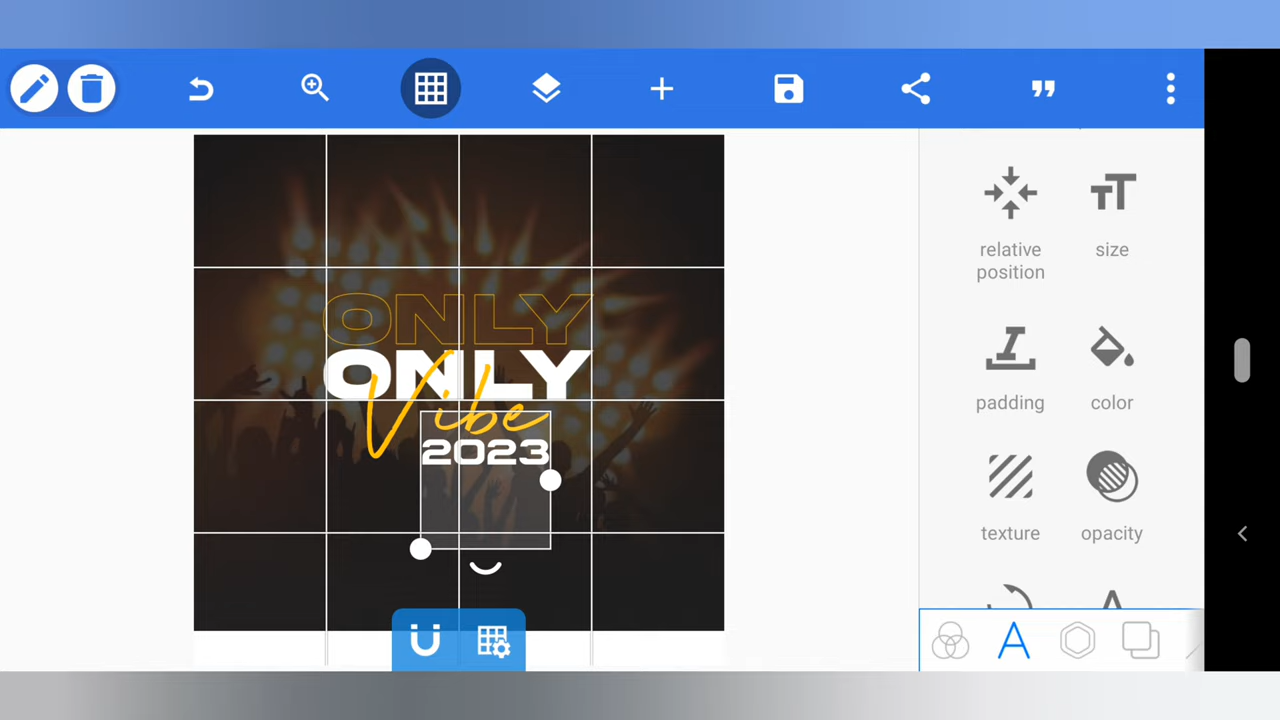 relative
position
size
ONLY
ONLY
Vibe
2023
padding
color
texture
opacity